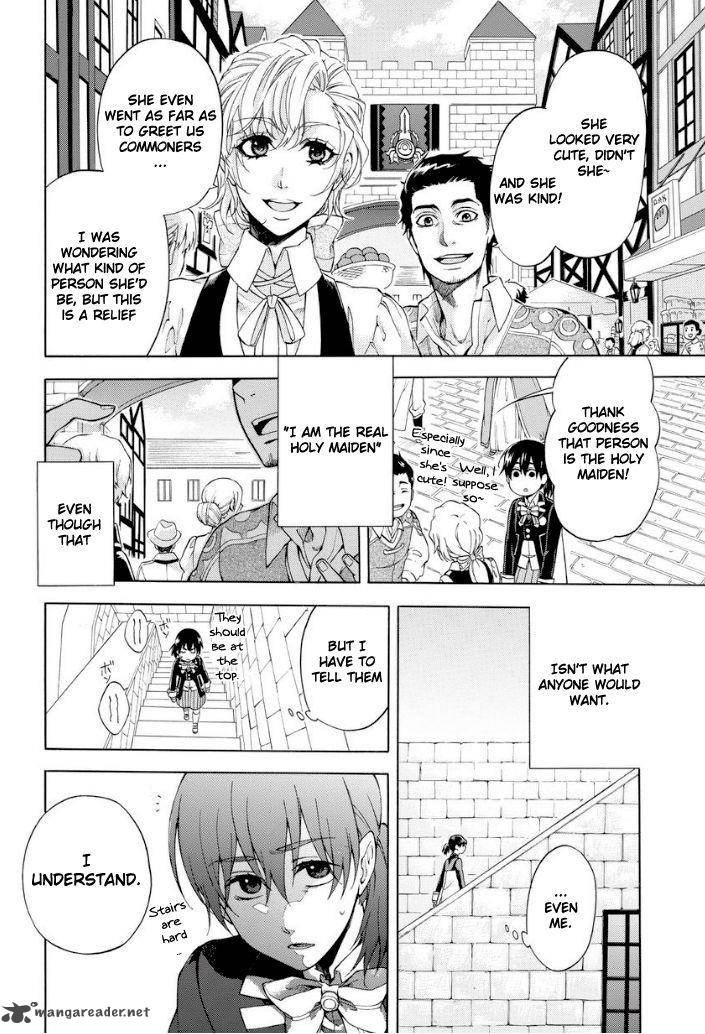 SHE
LOOKED VERY
CUTE, DIDN'T
SHE~
AND SHE
WAS KIND!
SHE EVEN
WENT AS FAR AS
TO GREET US
COMMONERS
...
I WAS
WONDERING
WHAT KIND OF
PERSON SHE'D
BE, BUT THIS
IS A RELIEF
THANK
GOODNESS
THAT PERSON
IS THE HOLY
MAIDEN!
Well, I
suppose
so~
Especially
since
she's
cute!
"I AM THE REAL
HOLY MAIDEN"
EVEN
THOUGH
THAT
ISN'T WHAT
ANYONE WOULD
WANT.
...
EVEN
ME.
BUT I
HAVE TO
TELL THEM
They
should
be at
the
top.
I
UNDERSTAND.
Stairs
are
hard
mangareader.net